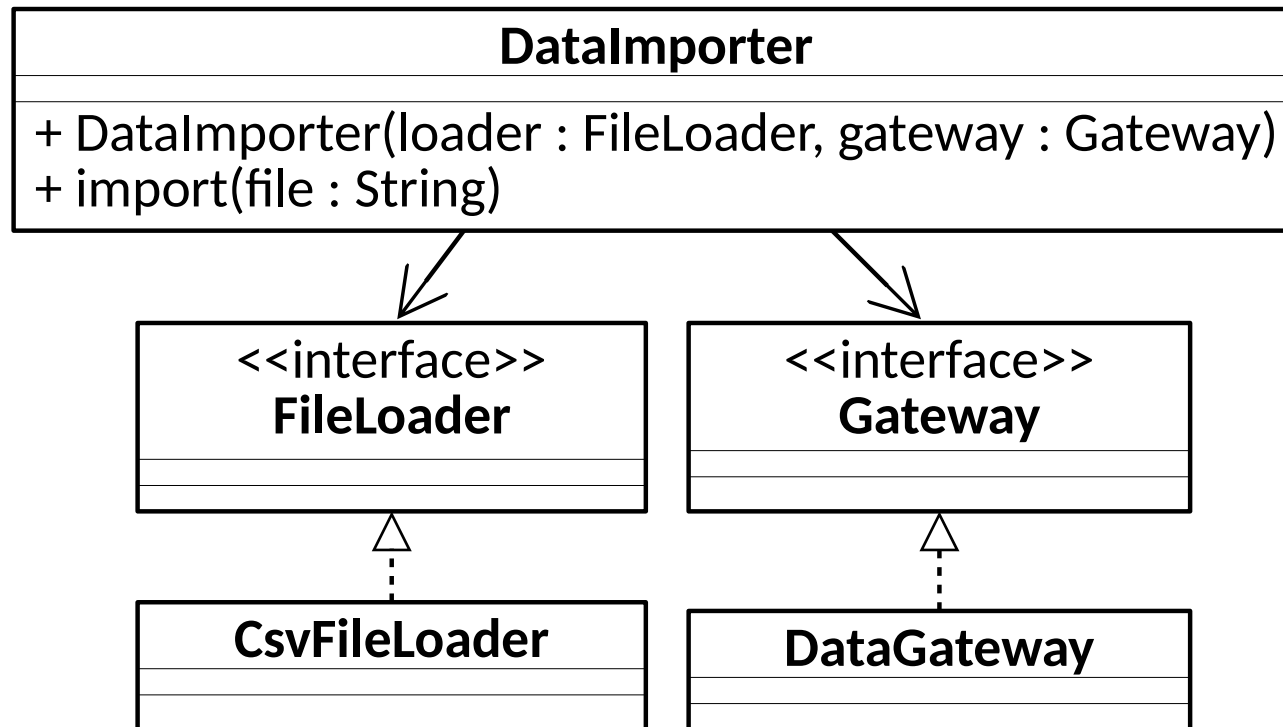 DataImporter
+ DataImporter(loader : FileLoader, gateway : Gateway)
+ import(file : String)
<<interface>>
FileLoader
<<interface>>
Gateway
CsvFileLoader
DataGateway